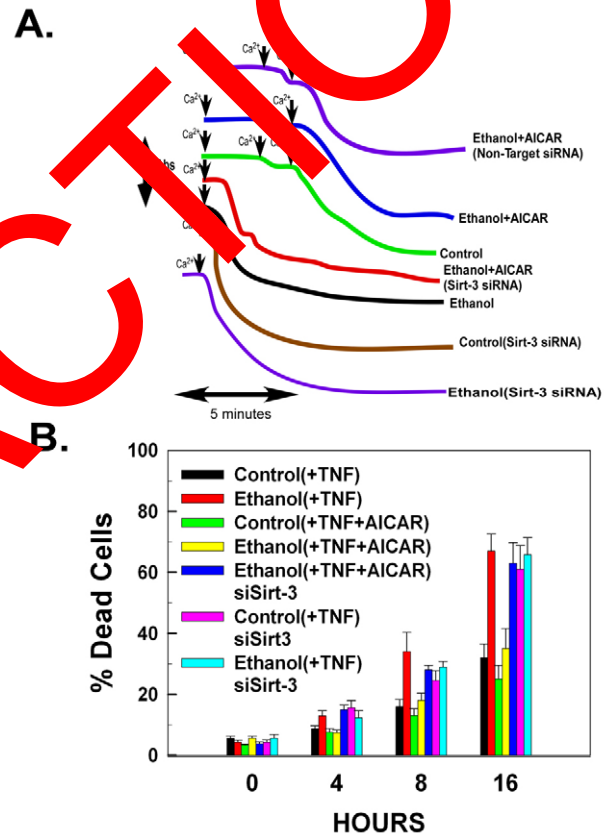 A.
Ca2+
Ca2+
Ca2+
Ca2+
Ca2+
Ca2+
Ca2+
Ethanol+AICAR
(Non-Target siRNA)
Ethanol+AICAR
Control
Ethanol+AICAR
(Sirt-3 siRNA)
Ethanol
Control(Sirt-3 siRNA)
Ethanol(Sirt-3 siRNA)
5 minutes
B.
% Dead Cells
100
80
60
40
20
0
Control(+TNF)
Ethanol(+TNF)
Control(+TNF+AICAR)
Ethanol(+TNF+AICAR)
Ethanol(+TNF+AICAR)
siSirt-3
Control(+TNF)
siSirt3
Ethanol(+TNF)
siSirt-3
0 4 8 16
HOURS
CTIO